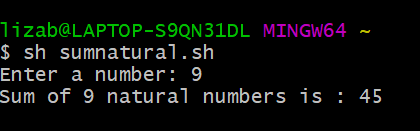 lizab@LAPTOP-S9QN31DL MINGW64 ~
$ sh sumnatural.sh
Enter a number: 9
Sum of 9 natural numbers is : 45